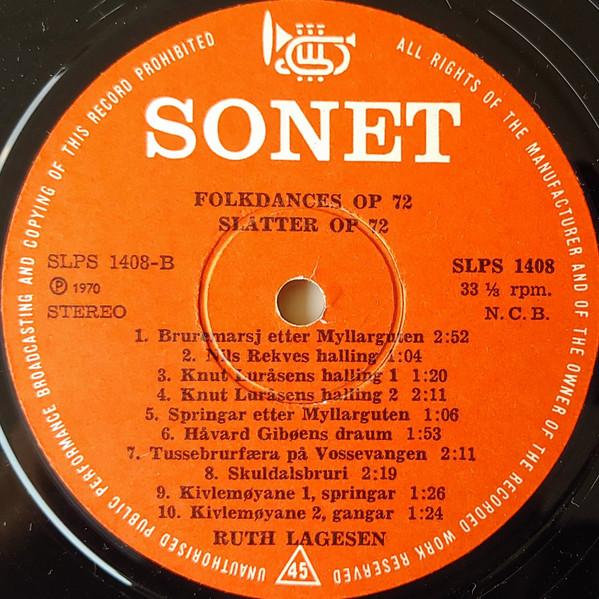 UNAUTHORISED PUBLIC PERFORMANCE BROADCASTING AND COPYING OF THIS RECORD PROHIBITED
ALL RIGHTS OF THE MANUFACTURER AND OF THE OWNER OF THE RECORDED WORK RESERVED
SONET
FOLKDANCES OP 72
SLÅTTER OP 72
SLPS 1408-B
Ⓟ 1970
STEREO
SLPS 1408
33 ⅓ rpm.
N. C. B.
1. Bruremarsj etter Myllarguten 2:52
2. Nils Rekves halling 1:04
3. Knut Luråsens halling 1 1:20
4. Knut Luråsens halling 2 2:11
5. Springar etter Myllarguten 1:06
6. Håvard Gibøens draum 1:53
7. Tussebrurfæra på Vossevangen 2:11
8. Skuldalsbruri 2:19
9. Kivlemøyane 1, springar 1:26
10. Kivlemøyane 2, gangar 1:24
RUTH LAGESEN
45